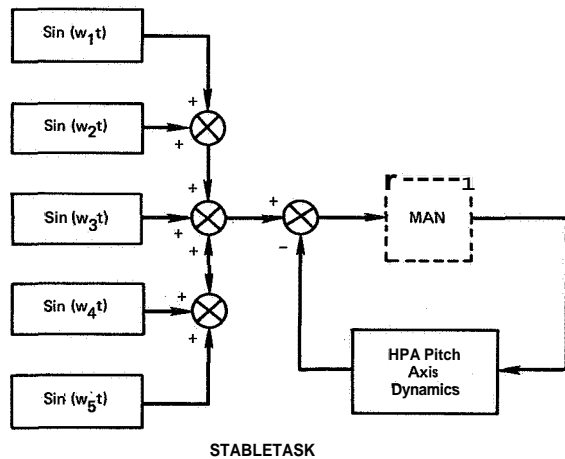 Sin (w1t)
+
Sin (w2t)
+
+
Sin (w3t)
+
+
+
−
MAN
Sin (w4t)
+
+
HPA Pitch
Axis
Dynamics
Sin (w5t)
STABLETASK